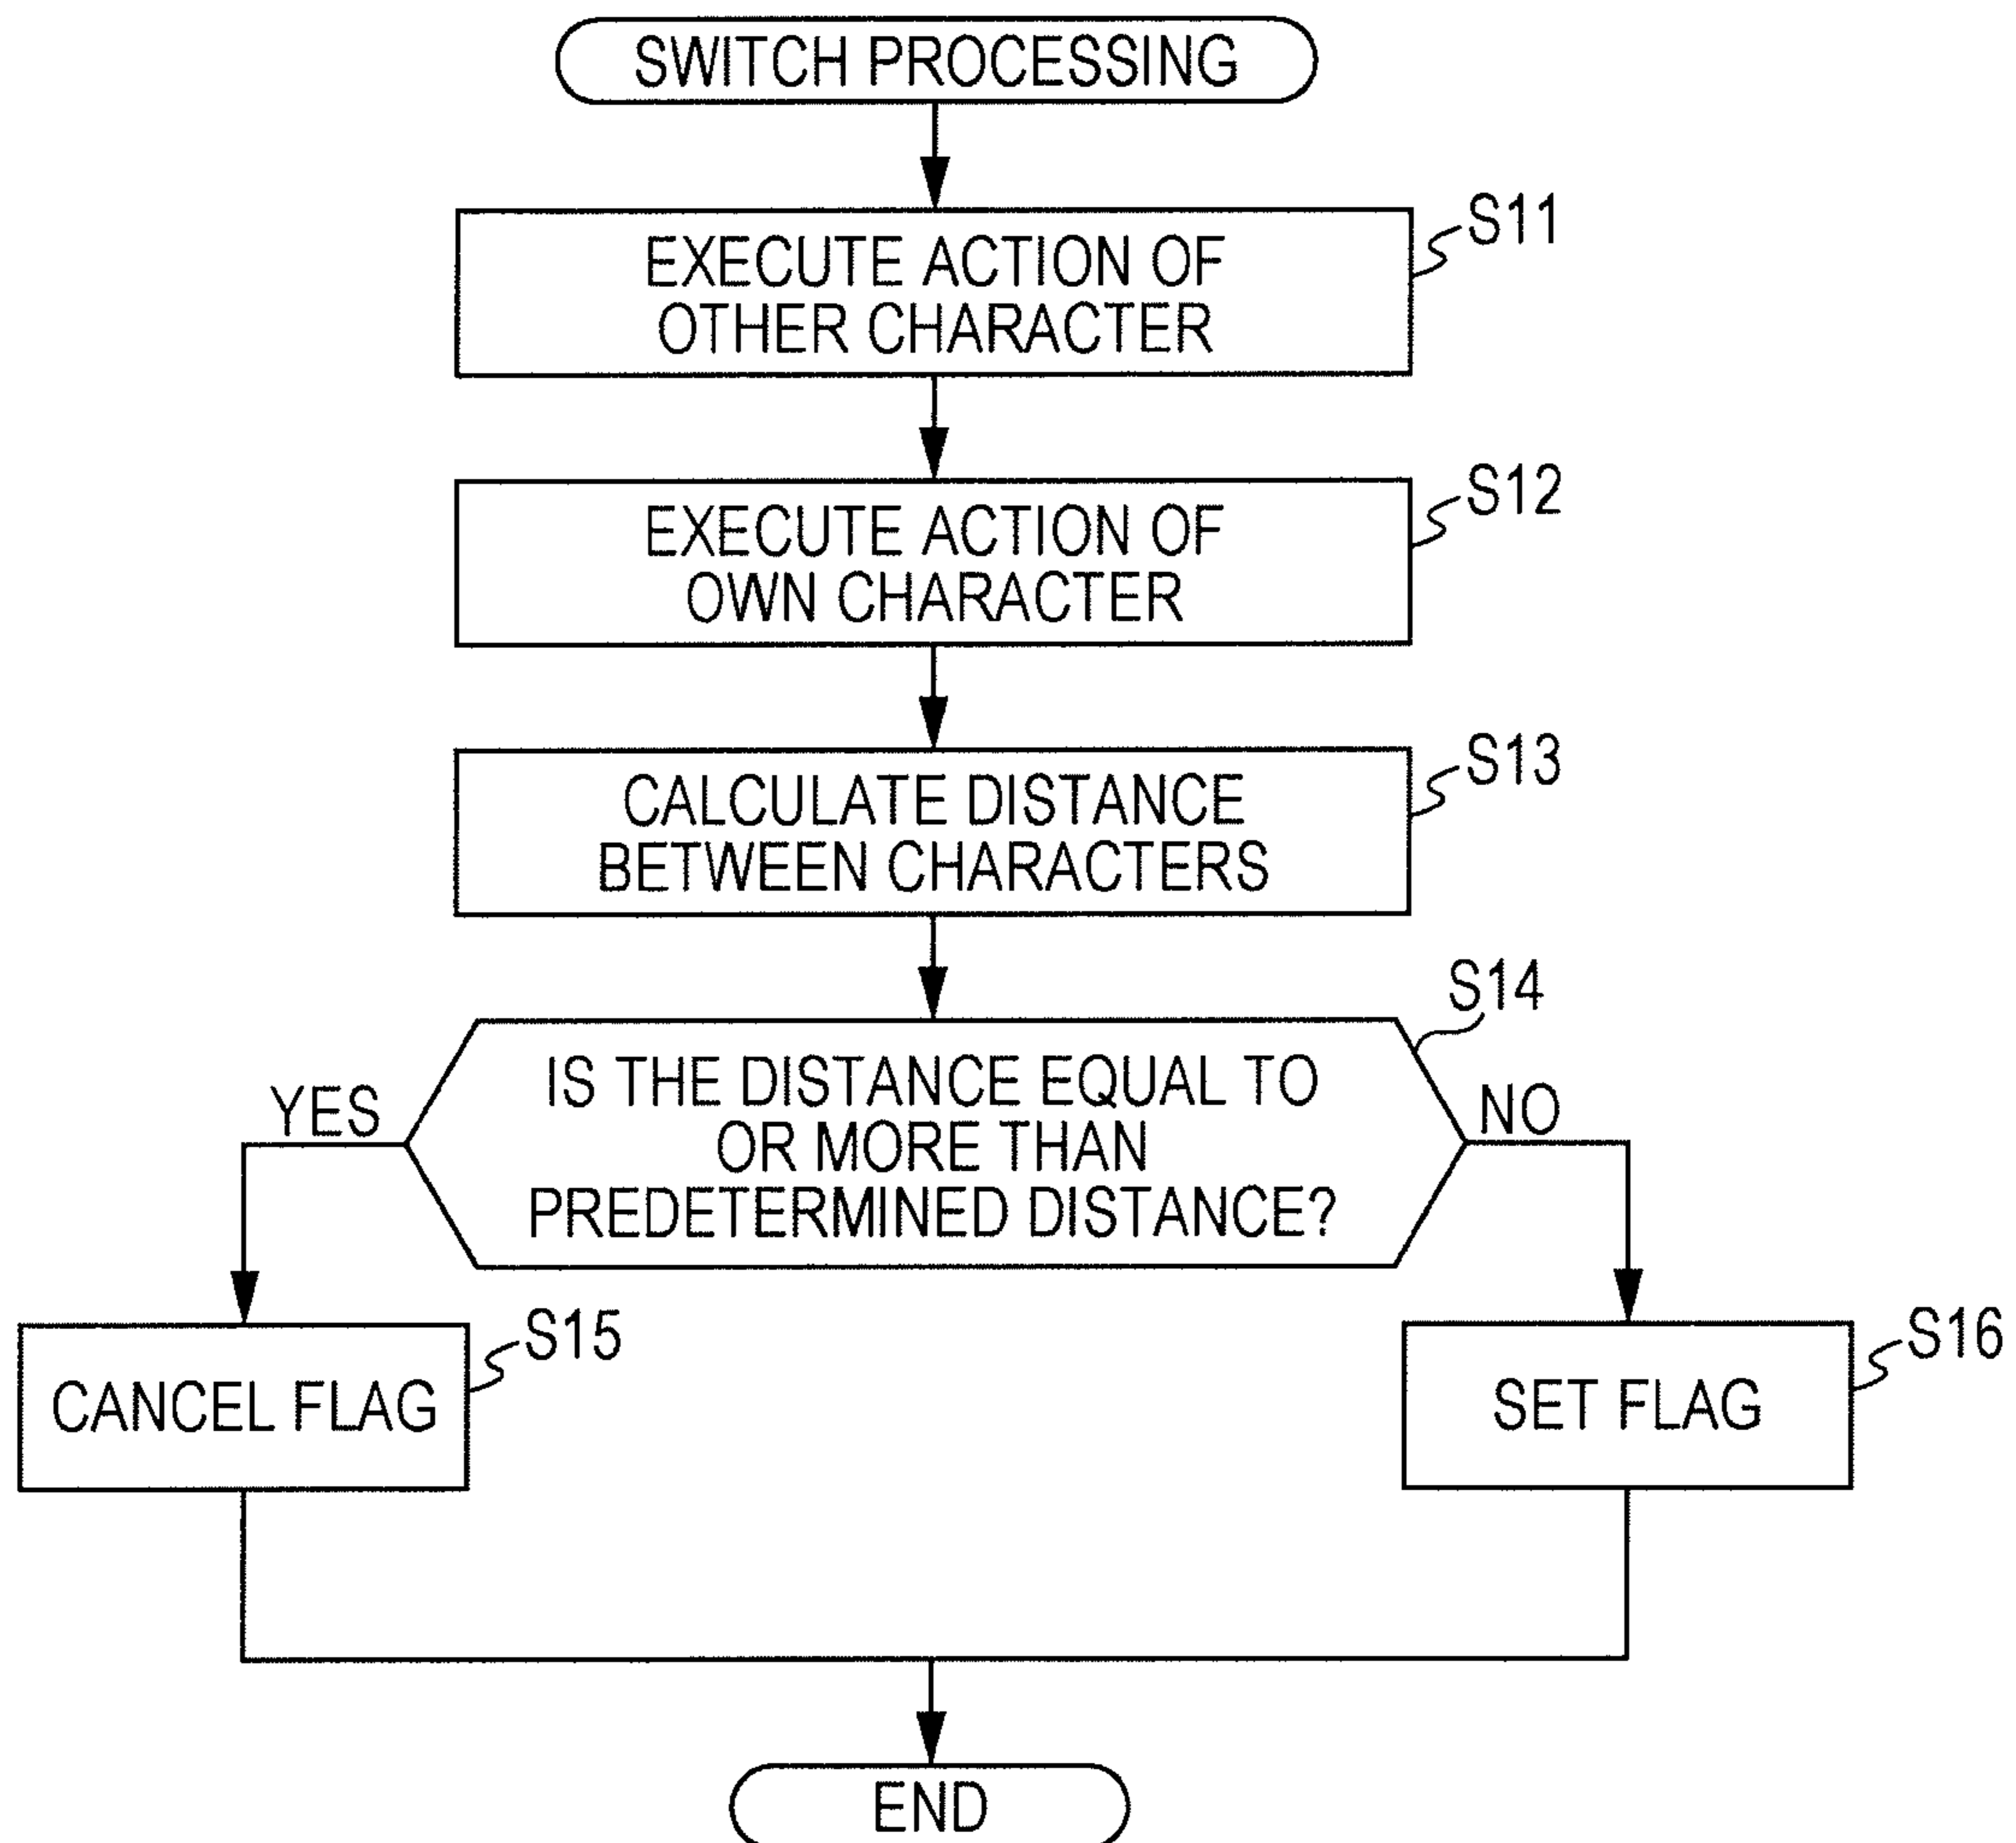 SWITCH PROCESSING
S11
EXECUTE ACTION OF
OTHER CHARACTER
S12
EXECUTE ACTION OF
OWN CHARACTER
S13
CALCULATE DISTANCE
BETWEEN CHARACTERS
S14
IS THE DISTANCE EQUAL TO
OR MORE THAN
PREDETERMINED DISTANCE?
YES
NO
S15
CANCEL FLAG
S16
SET FLAG
END